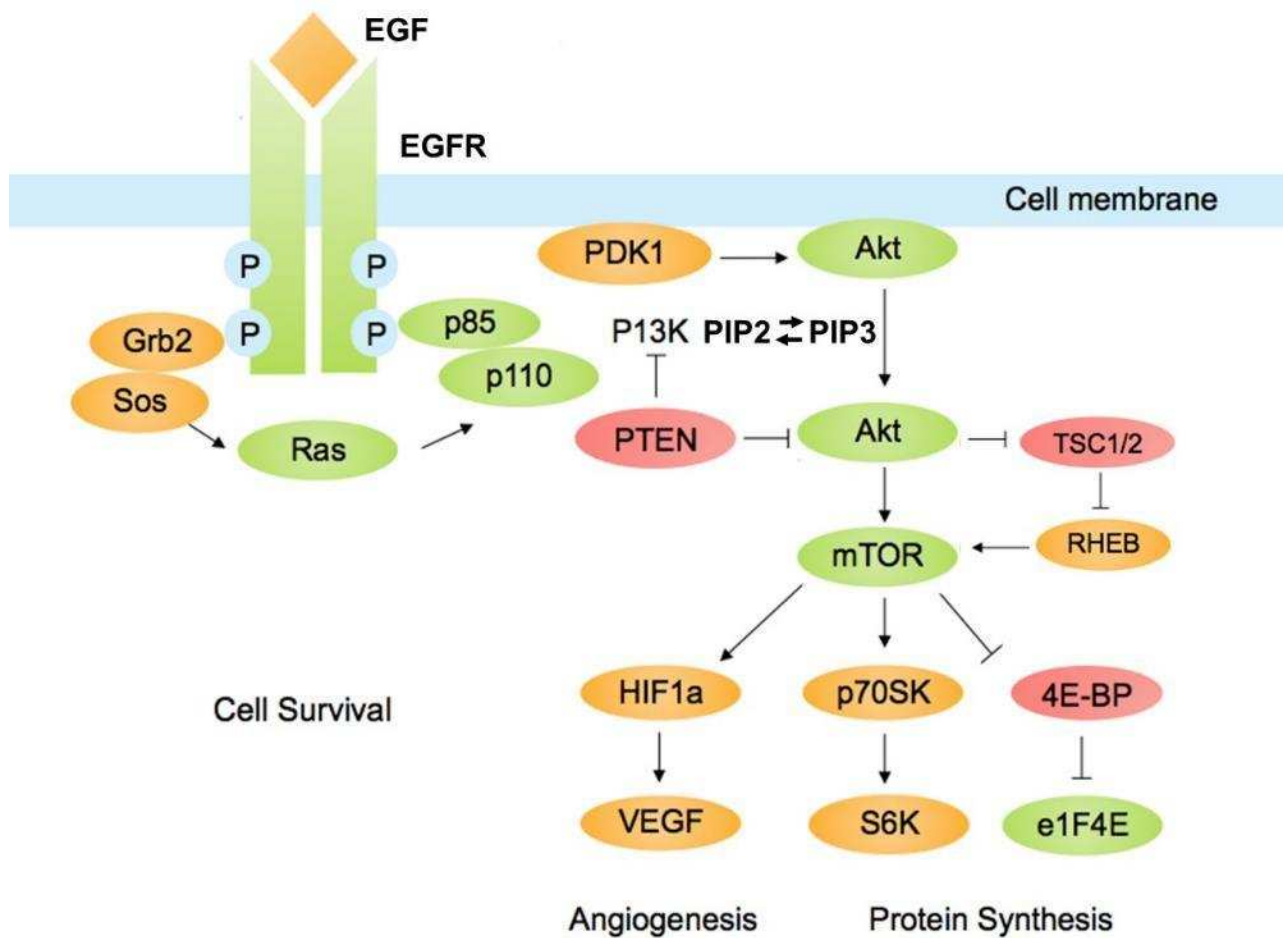 EGF
EGFR
Cell membrane
PDK1
Akt
P
P
P
P
Grb2
Sos
p85
p110
Ras
P13K PIP2 PIP3
PTEN
Akt
TSC1/2
mTOR
RHEB
Cell Survival
HIF1a
p70SK
4E-BP
VEGF
S6K
e1F4E
Angiogenesis
Protein Synthesis